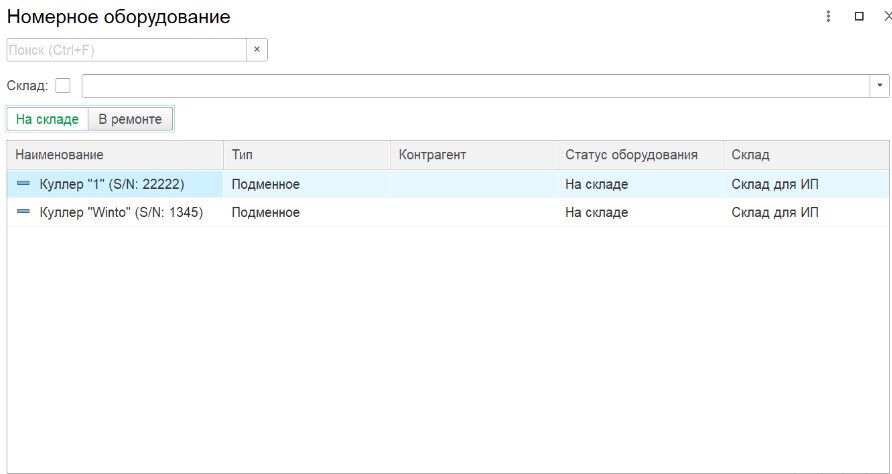 Номерное оборудование
Поиск (Ctrl+F)
Склад:
На складе В ремонте
Наименование Тип Контрагент Статус оборудования Склад
Куллер "1" (S/N: 22222) Подменное На складе Склад для ИП
Куллер "Winto" (S/N: 1345) Подменное На складе Склад для ИП